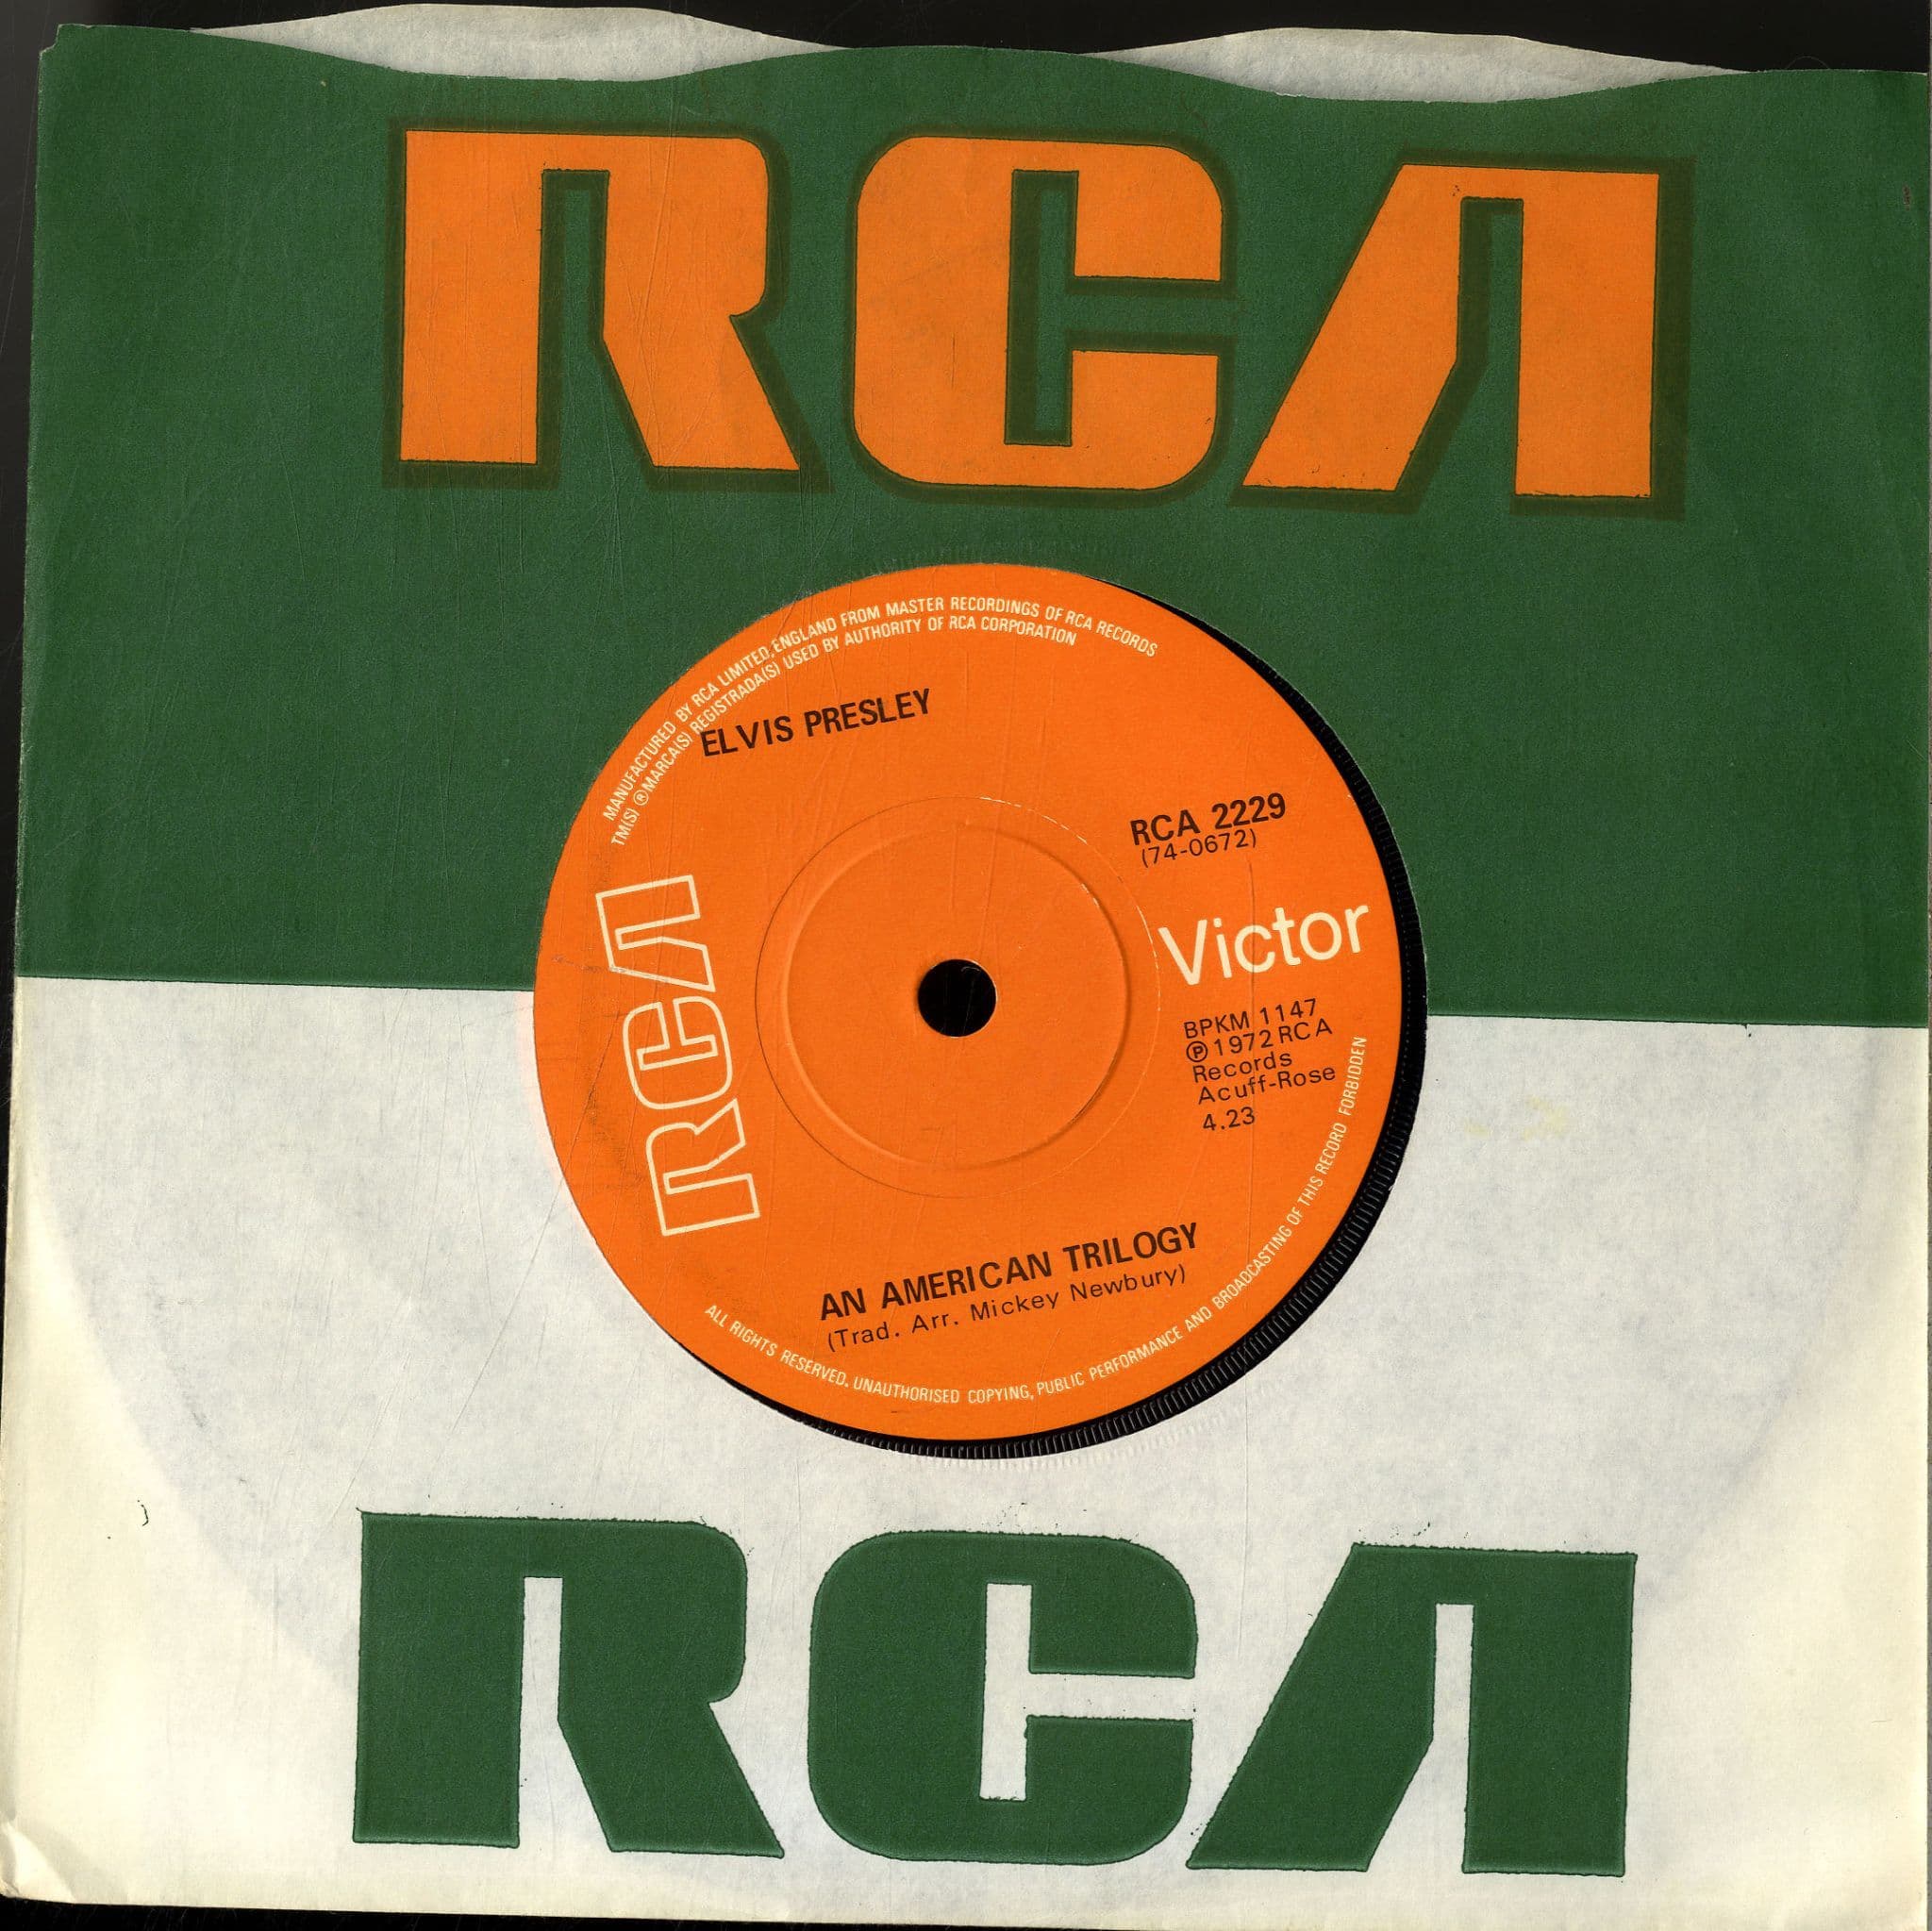 RCA
MANUFACTURED BY RCA LIMITED, ENGLAND FROM MASTER RECORDINGS OF RCA RECORDS
TM(S) ® MARCA(S) REGISTRADA(S) USED BY AUTHORITY OF RCA CORPORATION
ELVIS PRESLEY
RCA 2229
(74-0672)
RCA
Victor
BPKM 1147
℗ 1972 RCA
Records
Acuff-Rose
4.23
AN AMERICAN TRILOGY
(Trad. Arr. Mickey Newbury)
ALL RIGHTS RESERVED. UNAUTHORISED COPYING, PUBLIC PERFORMANCE AND BROADCASTING OF THIS RECORD FORBIDDEN
RCA